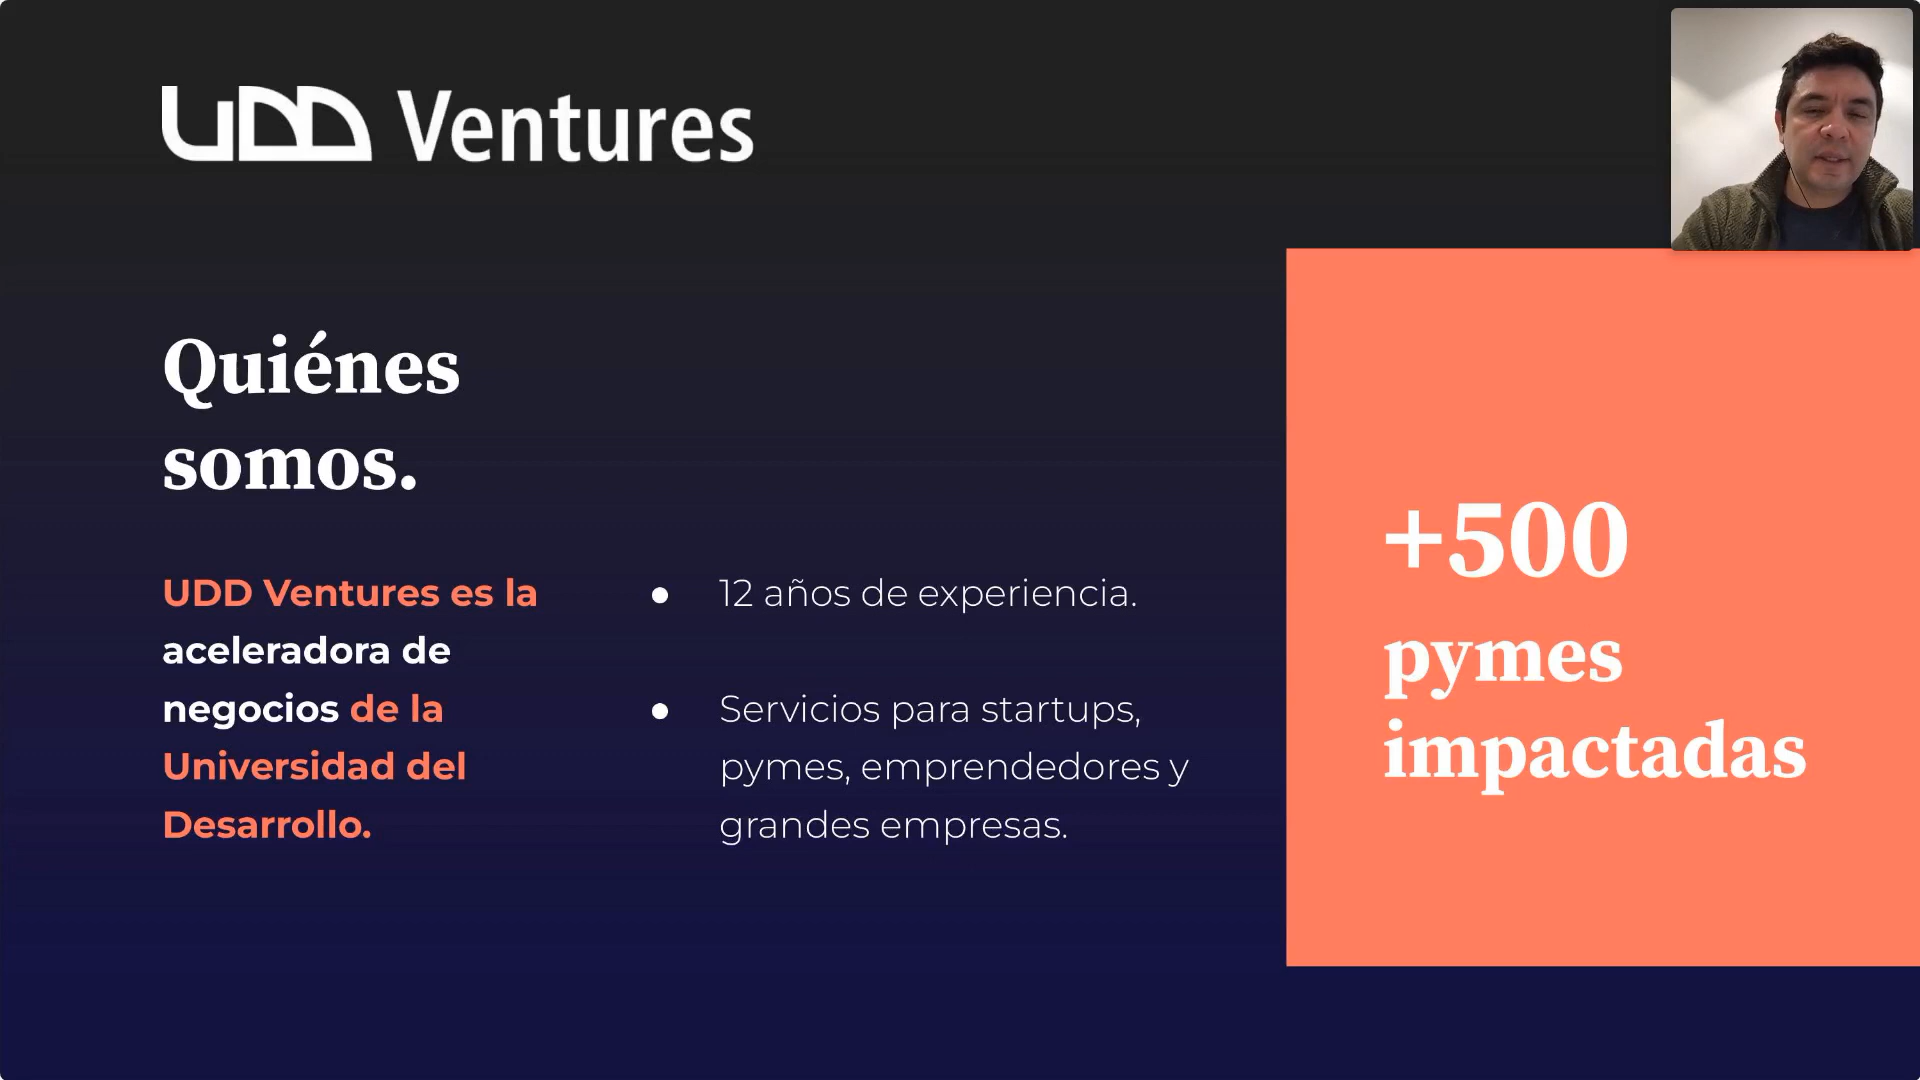 UDD Ventures
Quiénes
somos.
UDD Ventures es la
aceleradora de
negocios de la
Universidad del
Desarrollo.
● 12 años de experiencia.
● Servicios para startups,
pymes, emprendedores y
grandes empresas.
+500
pymes
impactadas